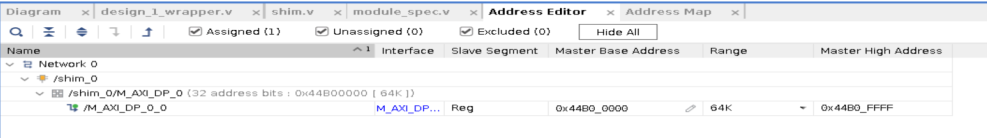 Diagram × design_1_wrapper.v × shim.v × module_spec.v × Address Editor × Address Map ×
Assigned (1) Unassigned (0) Excluded (0) Hide All
Name 1 Interface Slave Segment Master Base Address Range Master High Address
Network 0
/shim_0
/shim_0/M_AXI_DP_0 (32 address bits : 0x44B00000 [ 64K ])
/M_AXI_DP_0_0 M_AXI_DP... Reg 0x44B0_0000 64K 0x44B0_FFFF